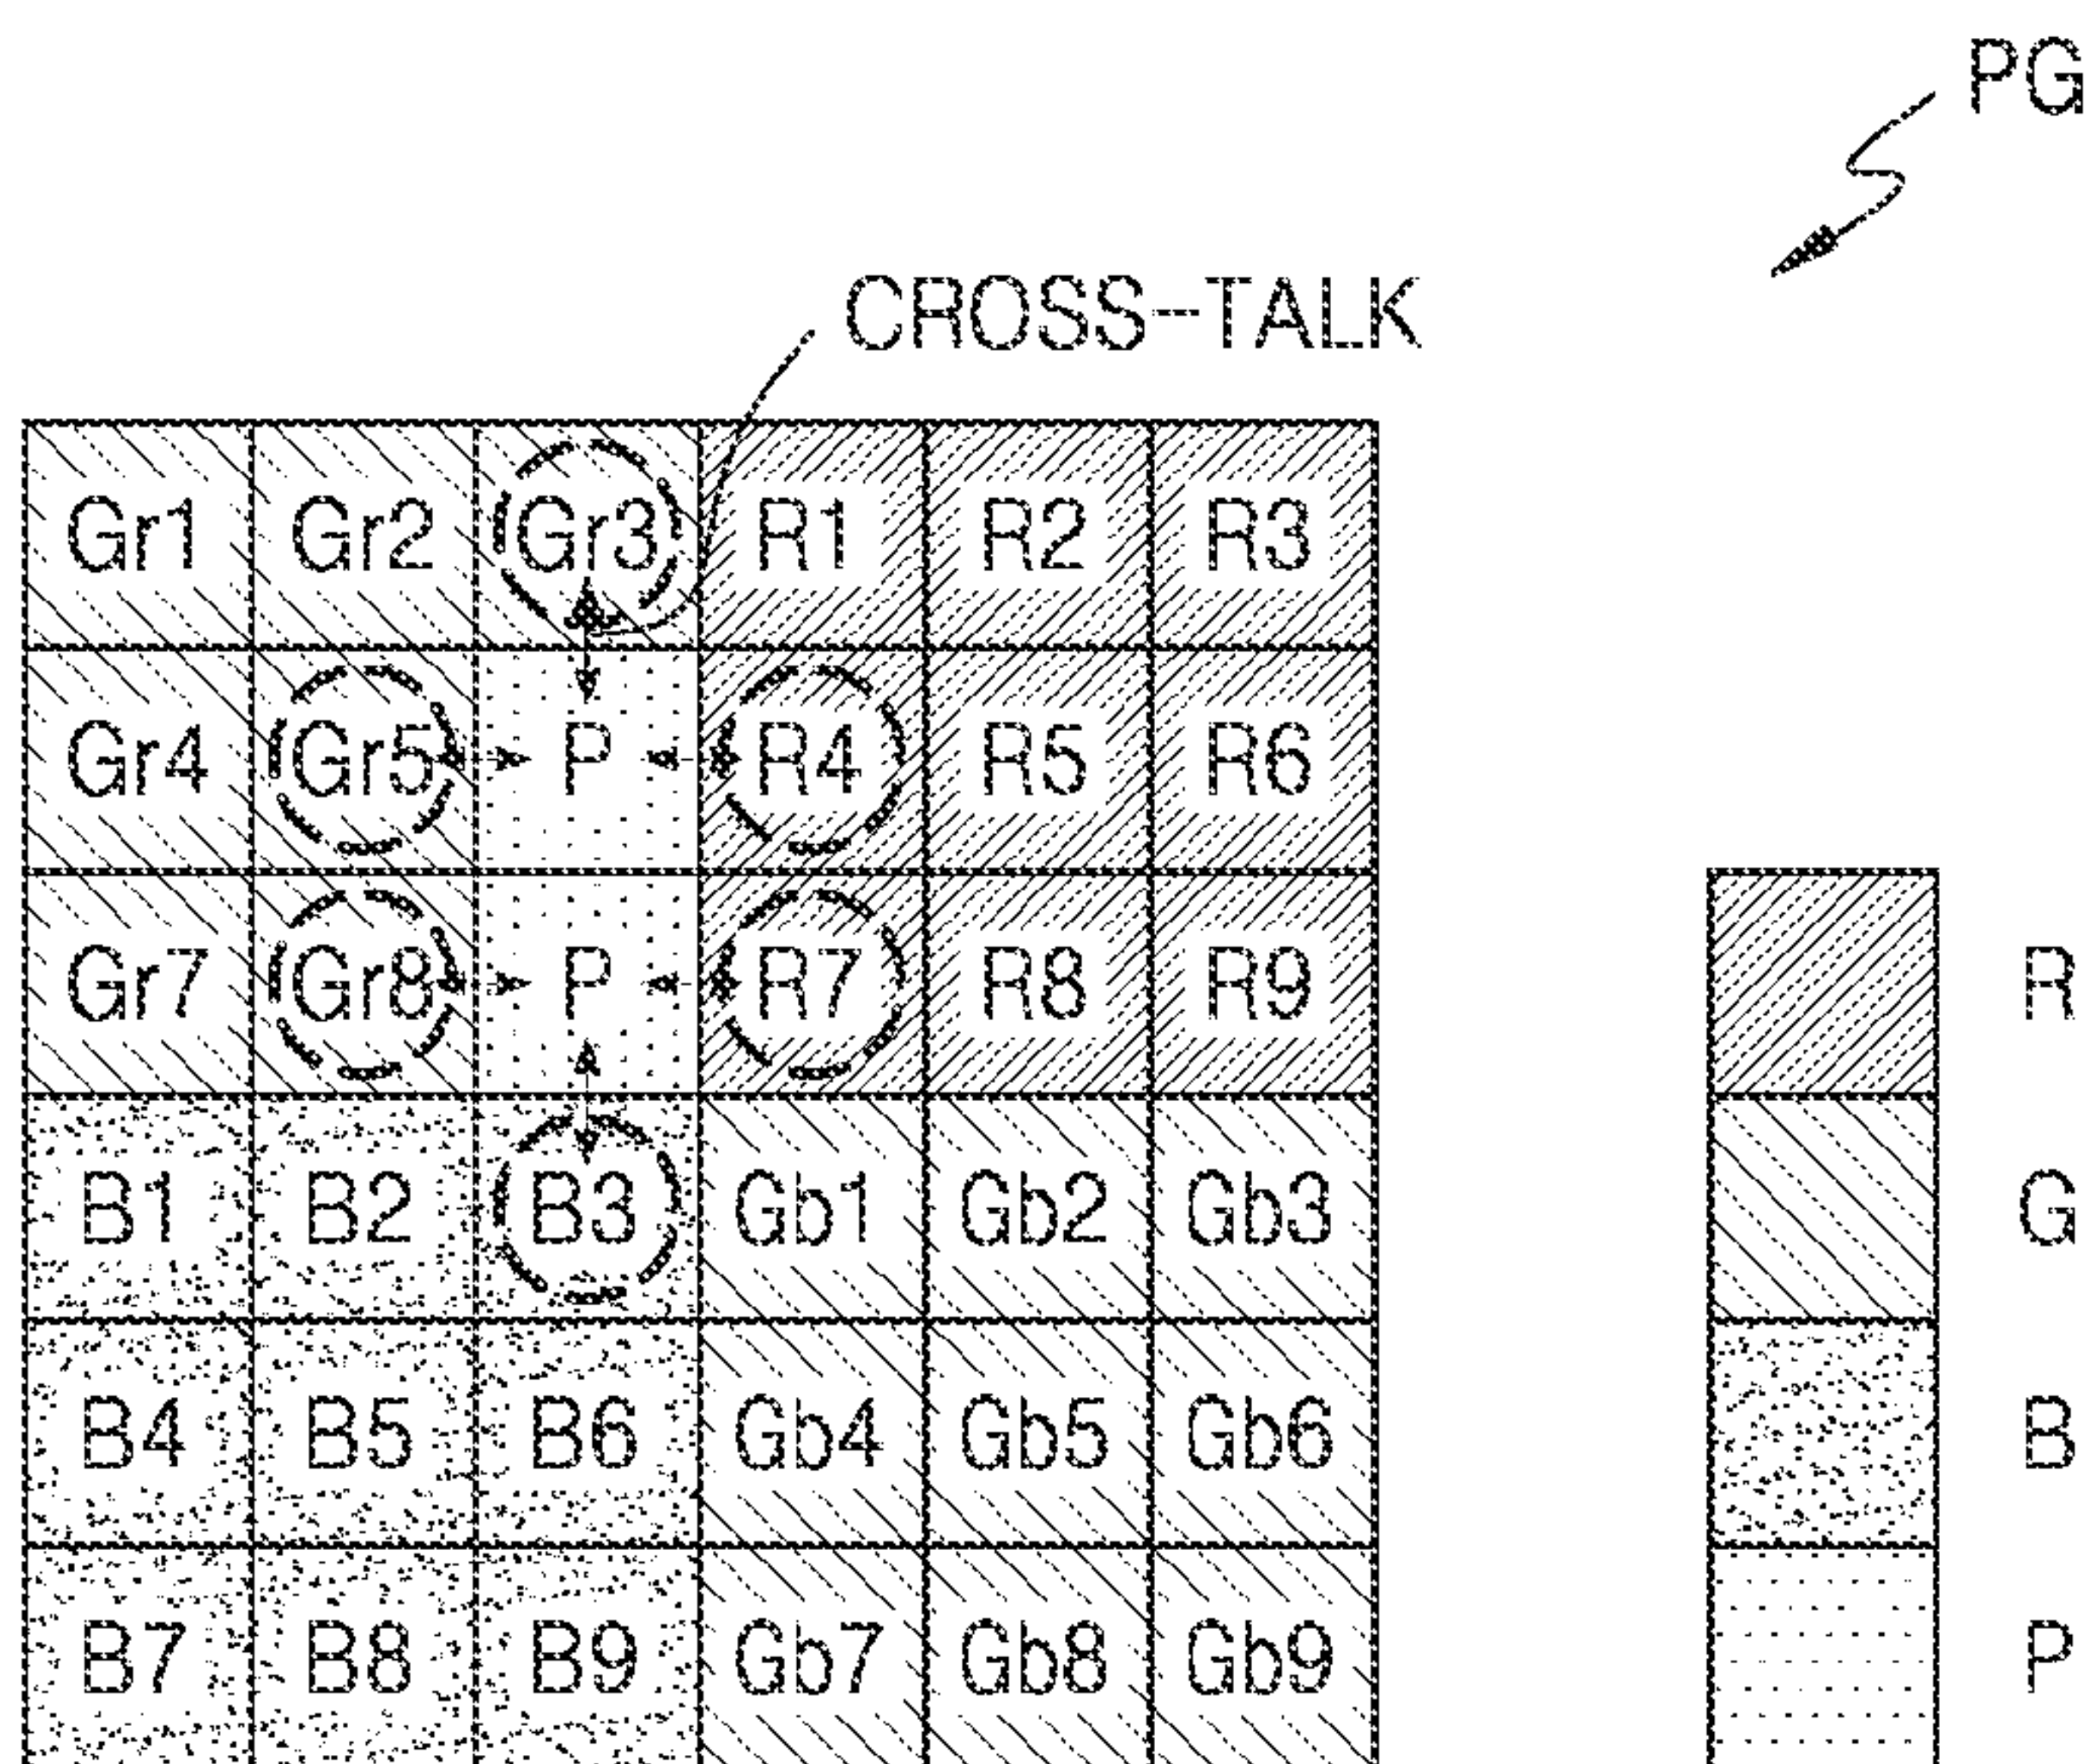 PG
CROSS-TALK
Gr1 Gr2 Gr3 R1 R2 R3
Gr4 Gr5 P R4 R5 R6
Gr7 Gr8 P R7 R8 R9
B1 B2 B3 Gb1 Gb2 Gb3
B4 B5 B6 Gb4 Gb5 Gb6
B7 B8 B9 Gb7 Gb8 Gb9
R
G
B
P